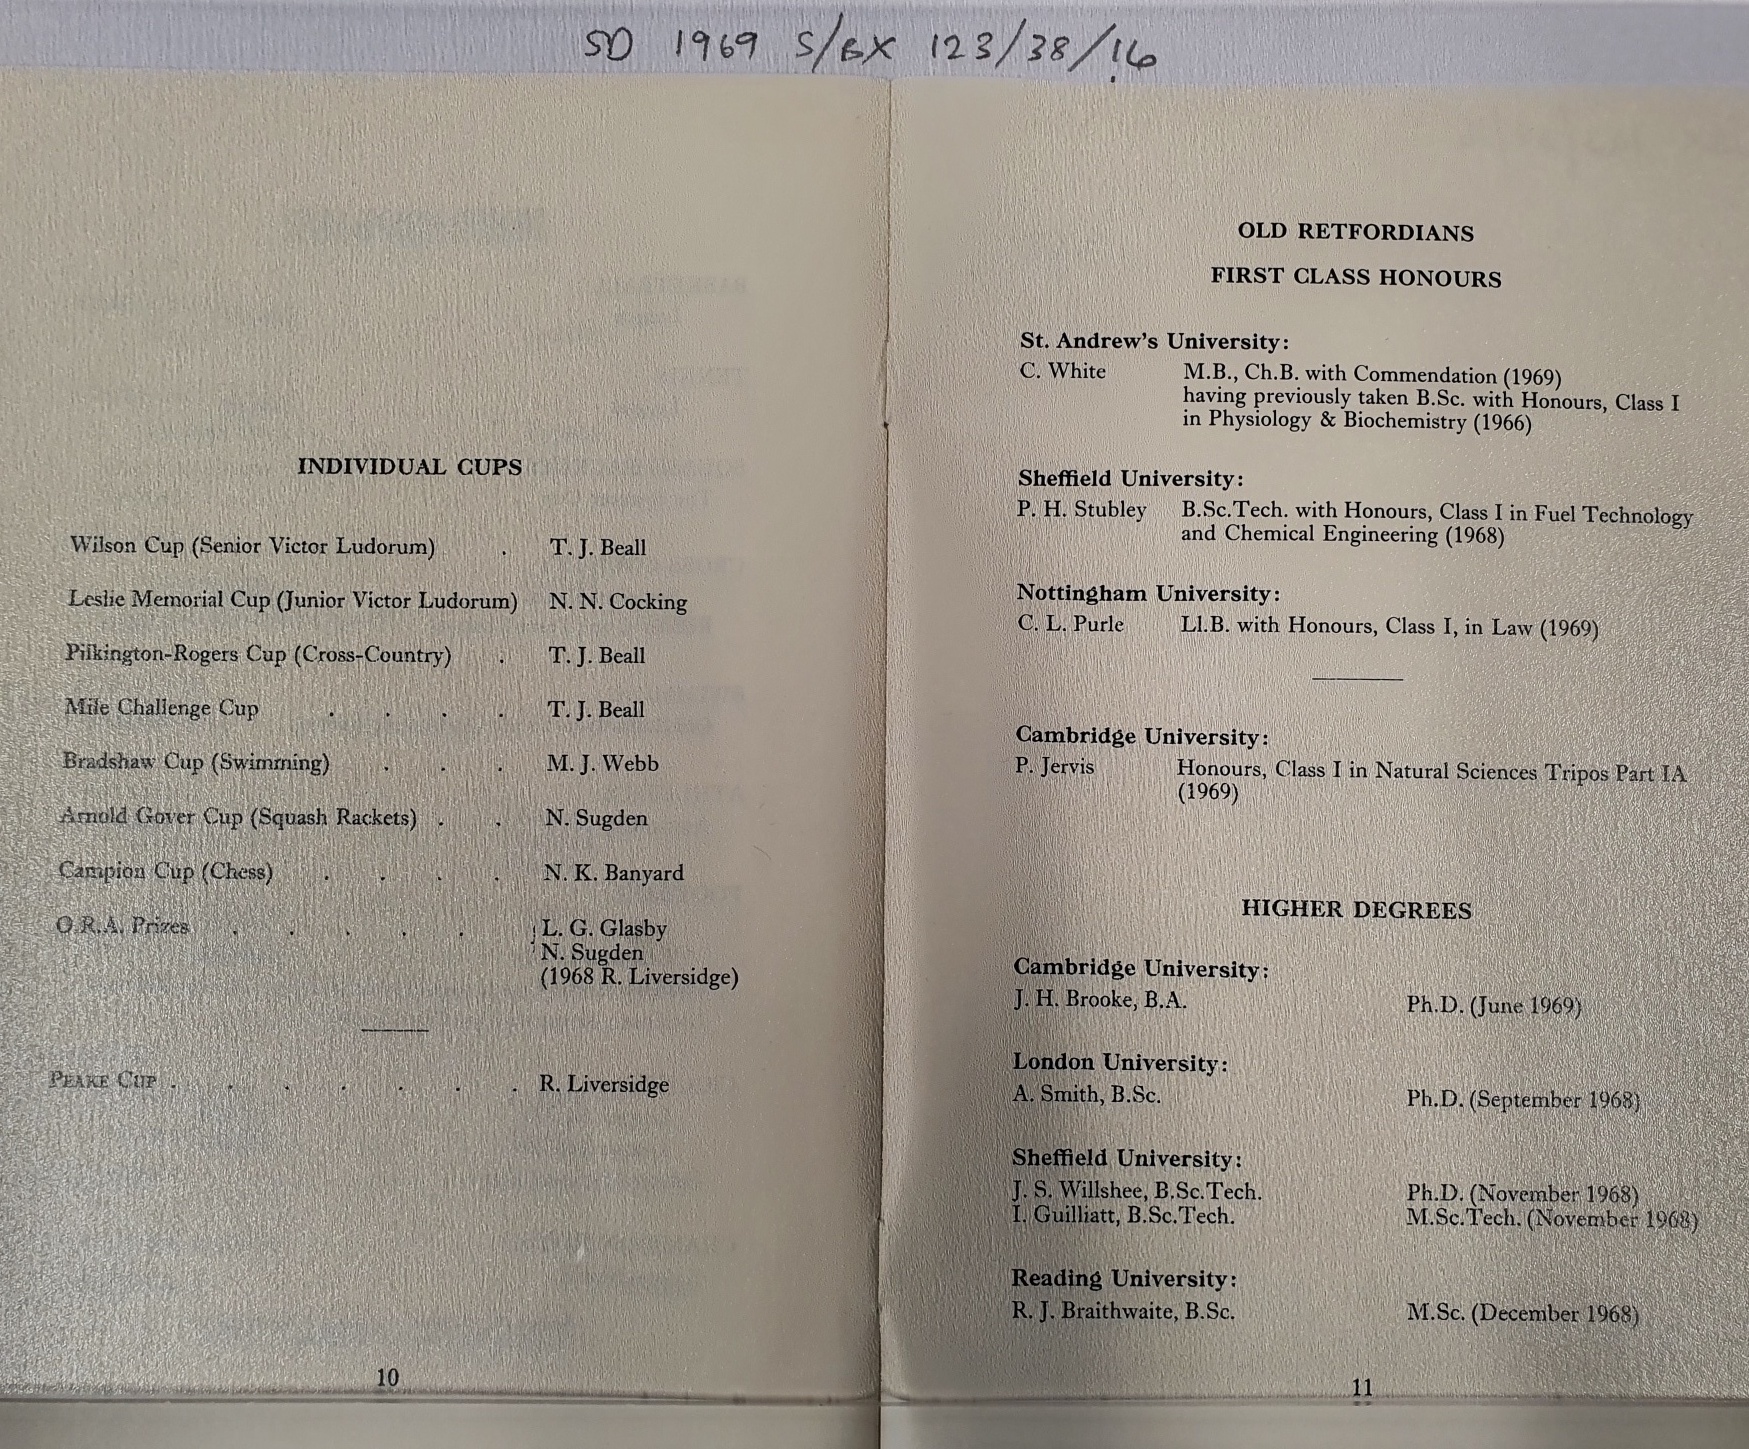 SD 1969 S/BX 123/38/16
INDIVIDUAL CUPS
Wilson Cup (Senior Victor Ludorum) . T. J. Beall
Leslie Memorial Cup (Junior Victor Ludorum) N. N. Cocking
Pilkington-Rogers Cup (Cross-Country) . T. J. Beall
Mile Challenge Cup . . . . T. J. Beall
Bradshaw Cup (Swimming) . . . M. J. Webb
Arnold Gover Cup (Squash Rackets) . . N. Sugden
Campion Cup (Chess) . . . . N. K. Banyard
O.R.A. Prizes . . . . . L. G. Glasby
N. Sugden
(1968 R. Liversidge)
PEAKE CUP . . . . . . . R. Liversidge
10
OLD RETFORDIANS
FIRST CLASS HONOURS
St. Andrew's University:
C. White M.B., Ch.B. with Commendation (1969)
having previously taken B.Sc. with Honours, Class I
in Physiology & Biochemistry (1966)
Sheffield University:
P. H. Stubley B.Sc.Tech. with Honours, Class I in Fuel Technology
and Chemical Engineering (1968)
Nottingham University:
C. L. Purle Ll.B. with Honours, Class I, in Law (1969)
Cambridge University:
P. Jervis Honours, Class I in Natural Sciences Tripos Part IA
(1969)
HIGHER DEGREES
Cambridge University:
J. H. Brooke, B.A. Ph.D. (June 1969)
London University:
A. Smith, B.Sc. Ph.D. (September 1968)
Sheffield University:
J. S. Willshee, B.Sc.Tech. Ph.D. (November 1968)
I. Guilliatt, B.Sc.Tech. M.Sc.Tech. (November 1968)
Reading University:
R. J. Braithwaite, B.Sc. M.Sc. (December 1968)
11